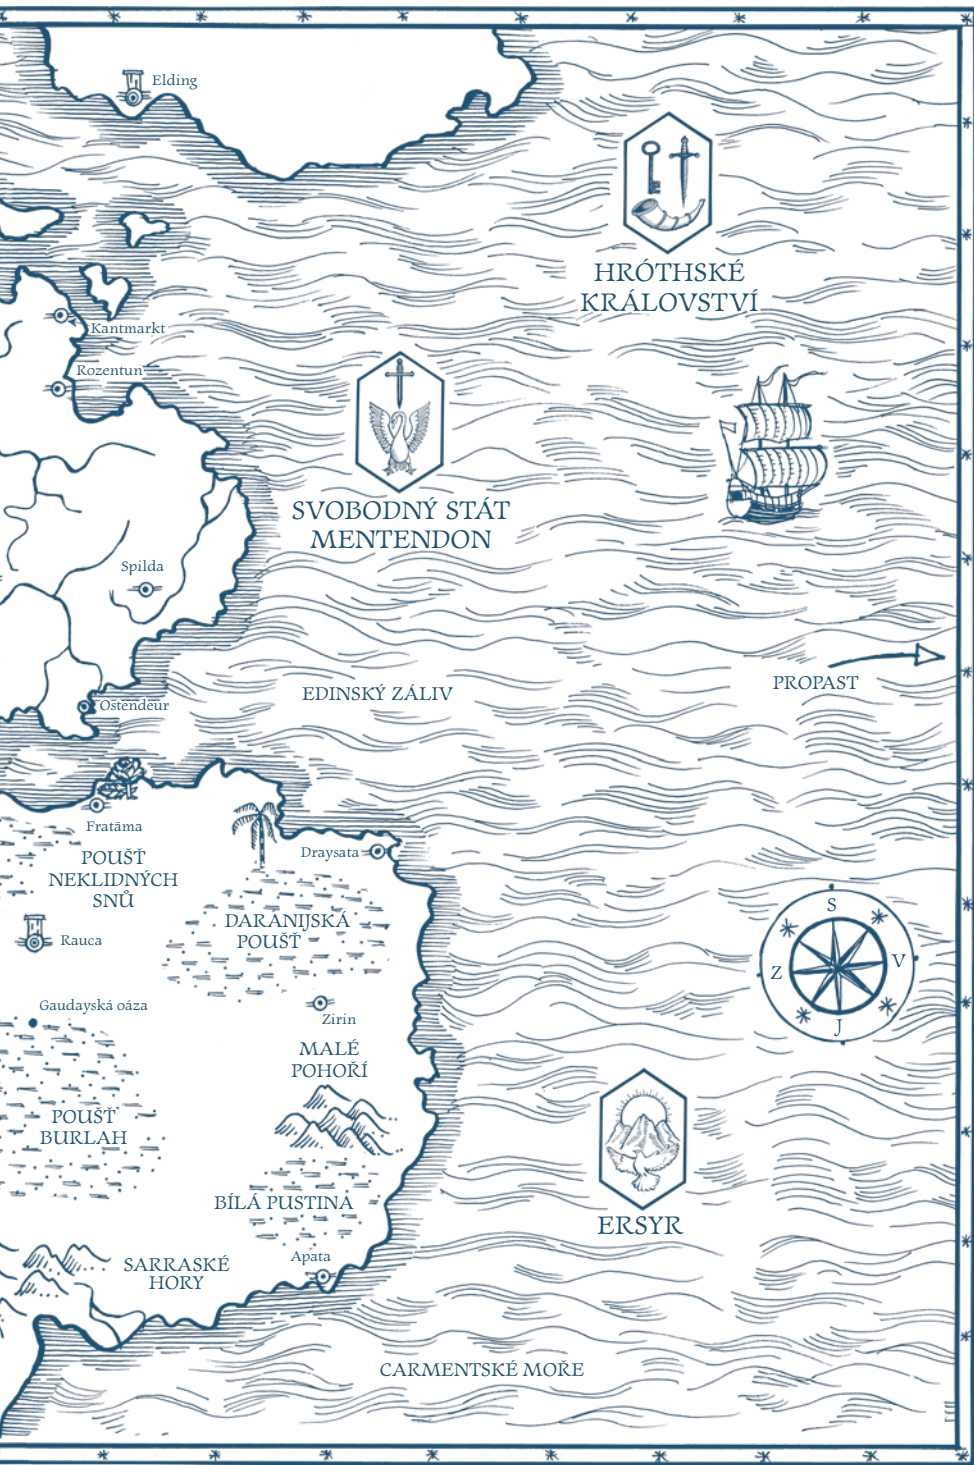 Elding
HRÓTHSKÉ
KRÁLOVSTVÍ
Kantmarkt
Rozentun
SVOBODNÝ STÁT
MENTENDON
Spilda
PROPAST
EDINSKÝ ZÁLIV
Ostendeur
Fratāma
POUŠŤ
NEKLIDNÝCH
SNŮ
Draysata
DARANIJSKÁ
POUŠŤ
Rauca
S
Z
V
J
Gaudayská oáza
Zirin
MALÉ
POHOŘÍ
POUŠŤ
BURLAH
BÍLÁ PUSTINA
ERSYR
Apata
SARRASKÉ
HORY
CARMENTSKÉ MOŘE